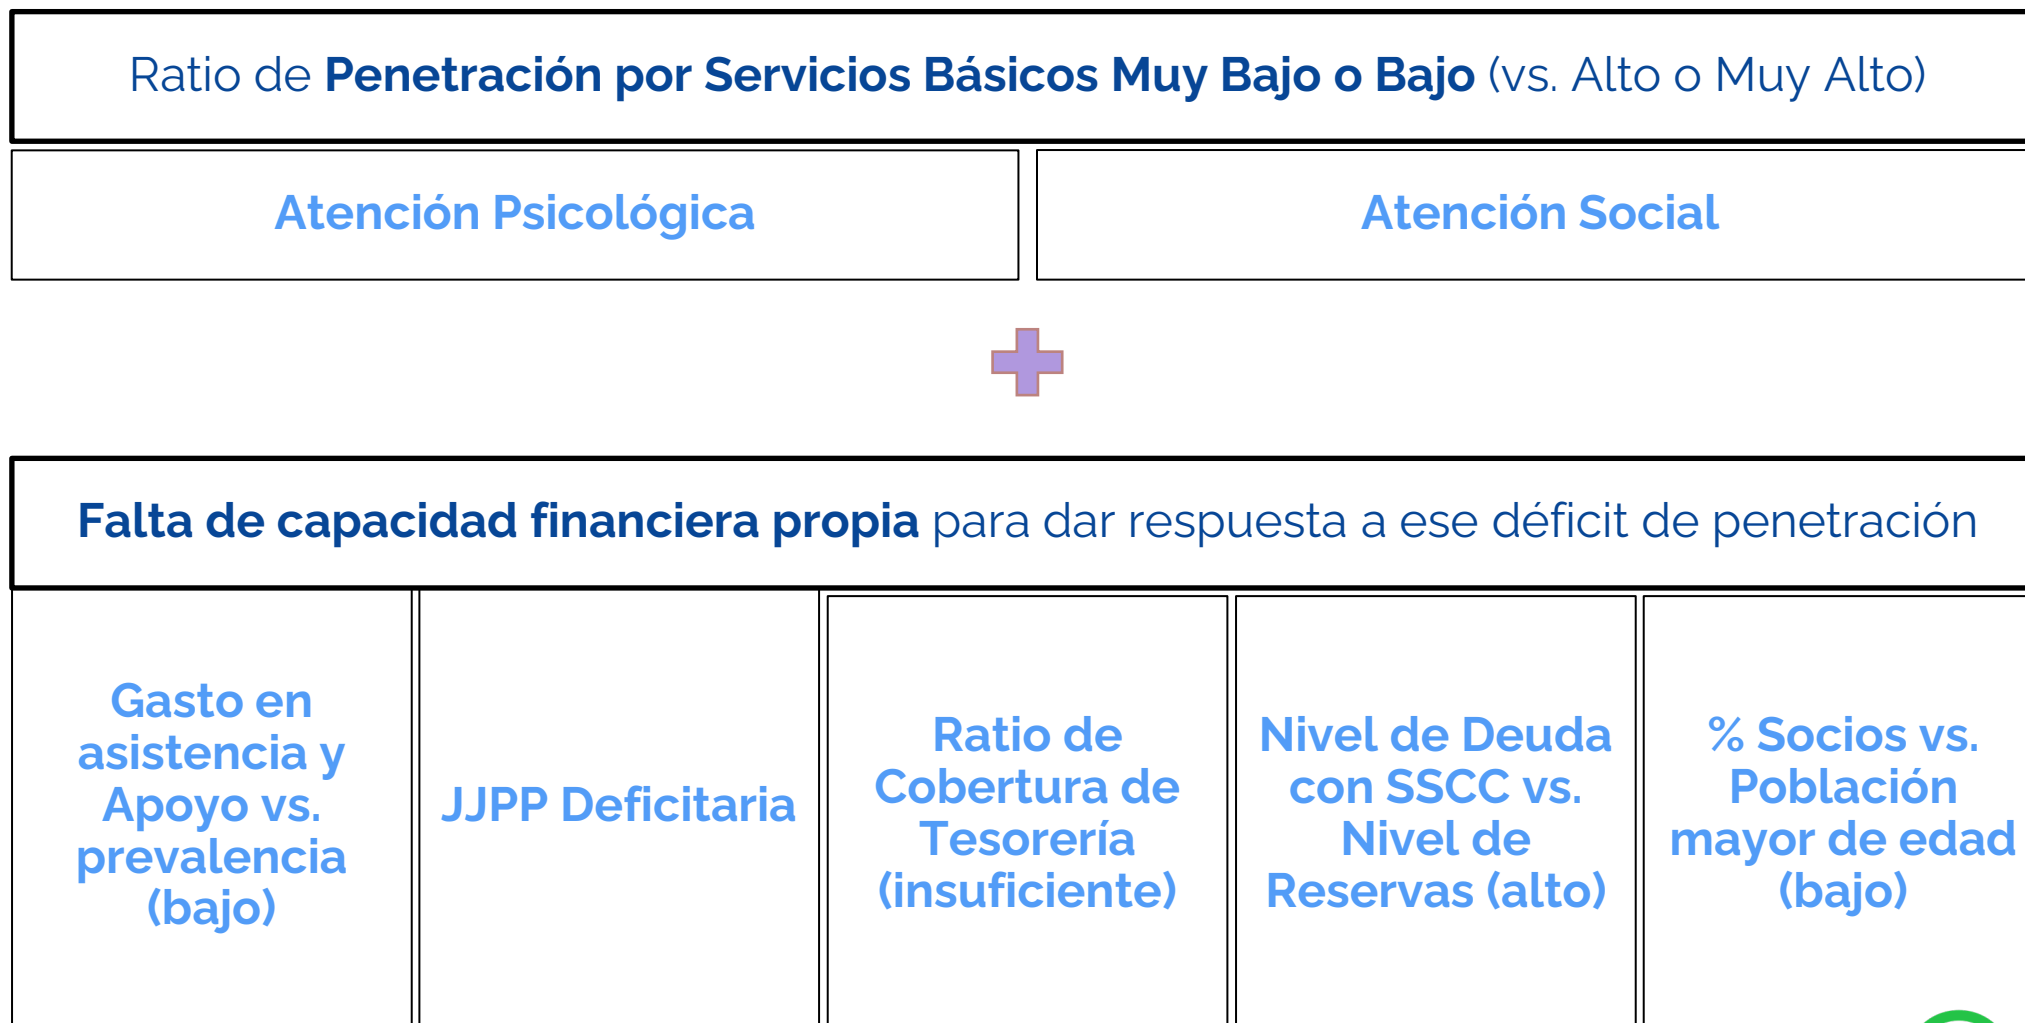 Ratio de Penetración por Servicios Básicos Muy Bajo o Bajo (vs. Alto o Muy Alto)
Atención Psicológica
Atención Social
Falta de capacidad financiera propia para dar respuesta a ese déficit de penetración
Gasto en
asistencia y
Apoyo vs.
prevalencia
(bajo)
JJPP Deficitaria
Ratio de
Cobertura de
Tesorería
(insuficiente)
Nivel de Deuda
con SSCC vs.
Nivel de
Reservas (alto)
% Socios vs.
Población
mayor de edad
(bajo)